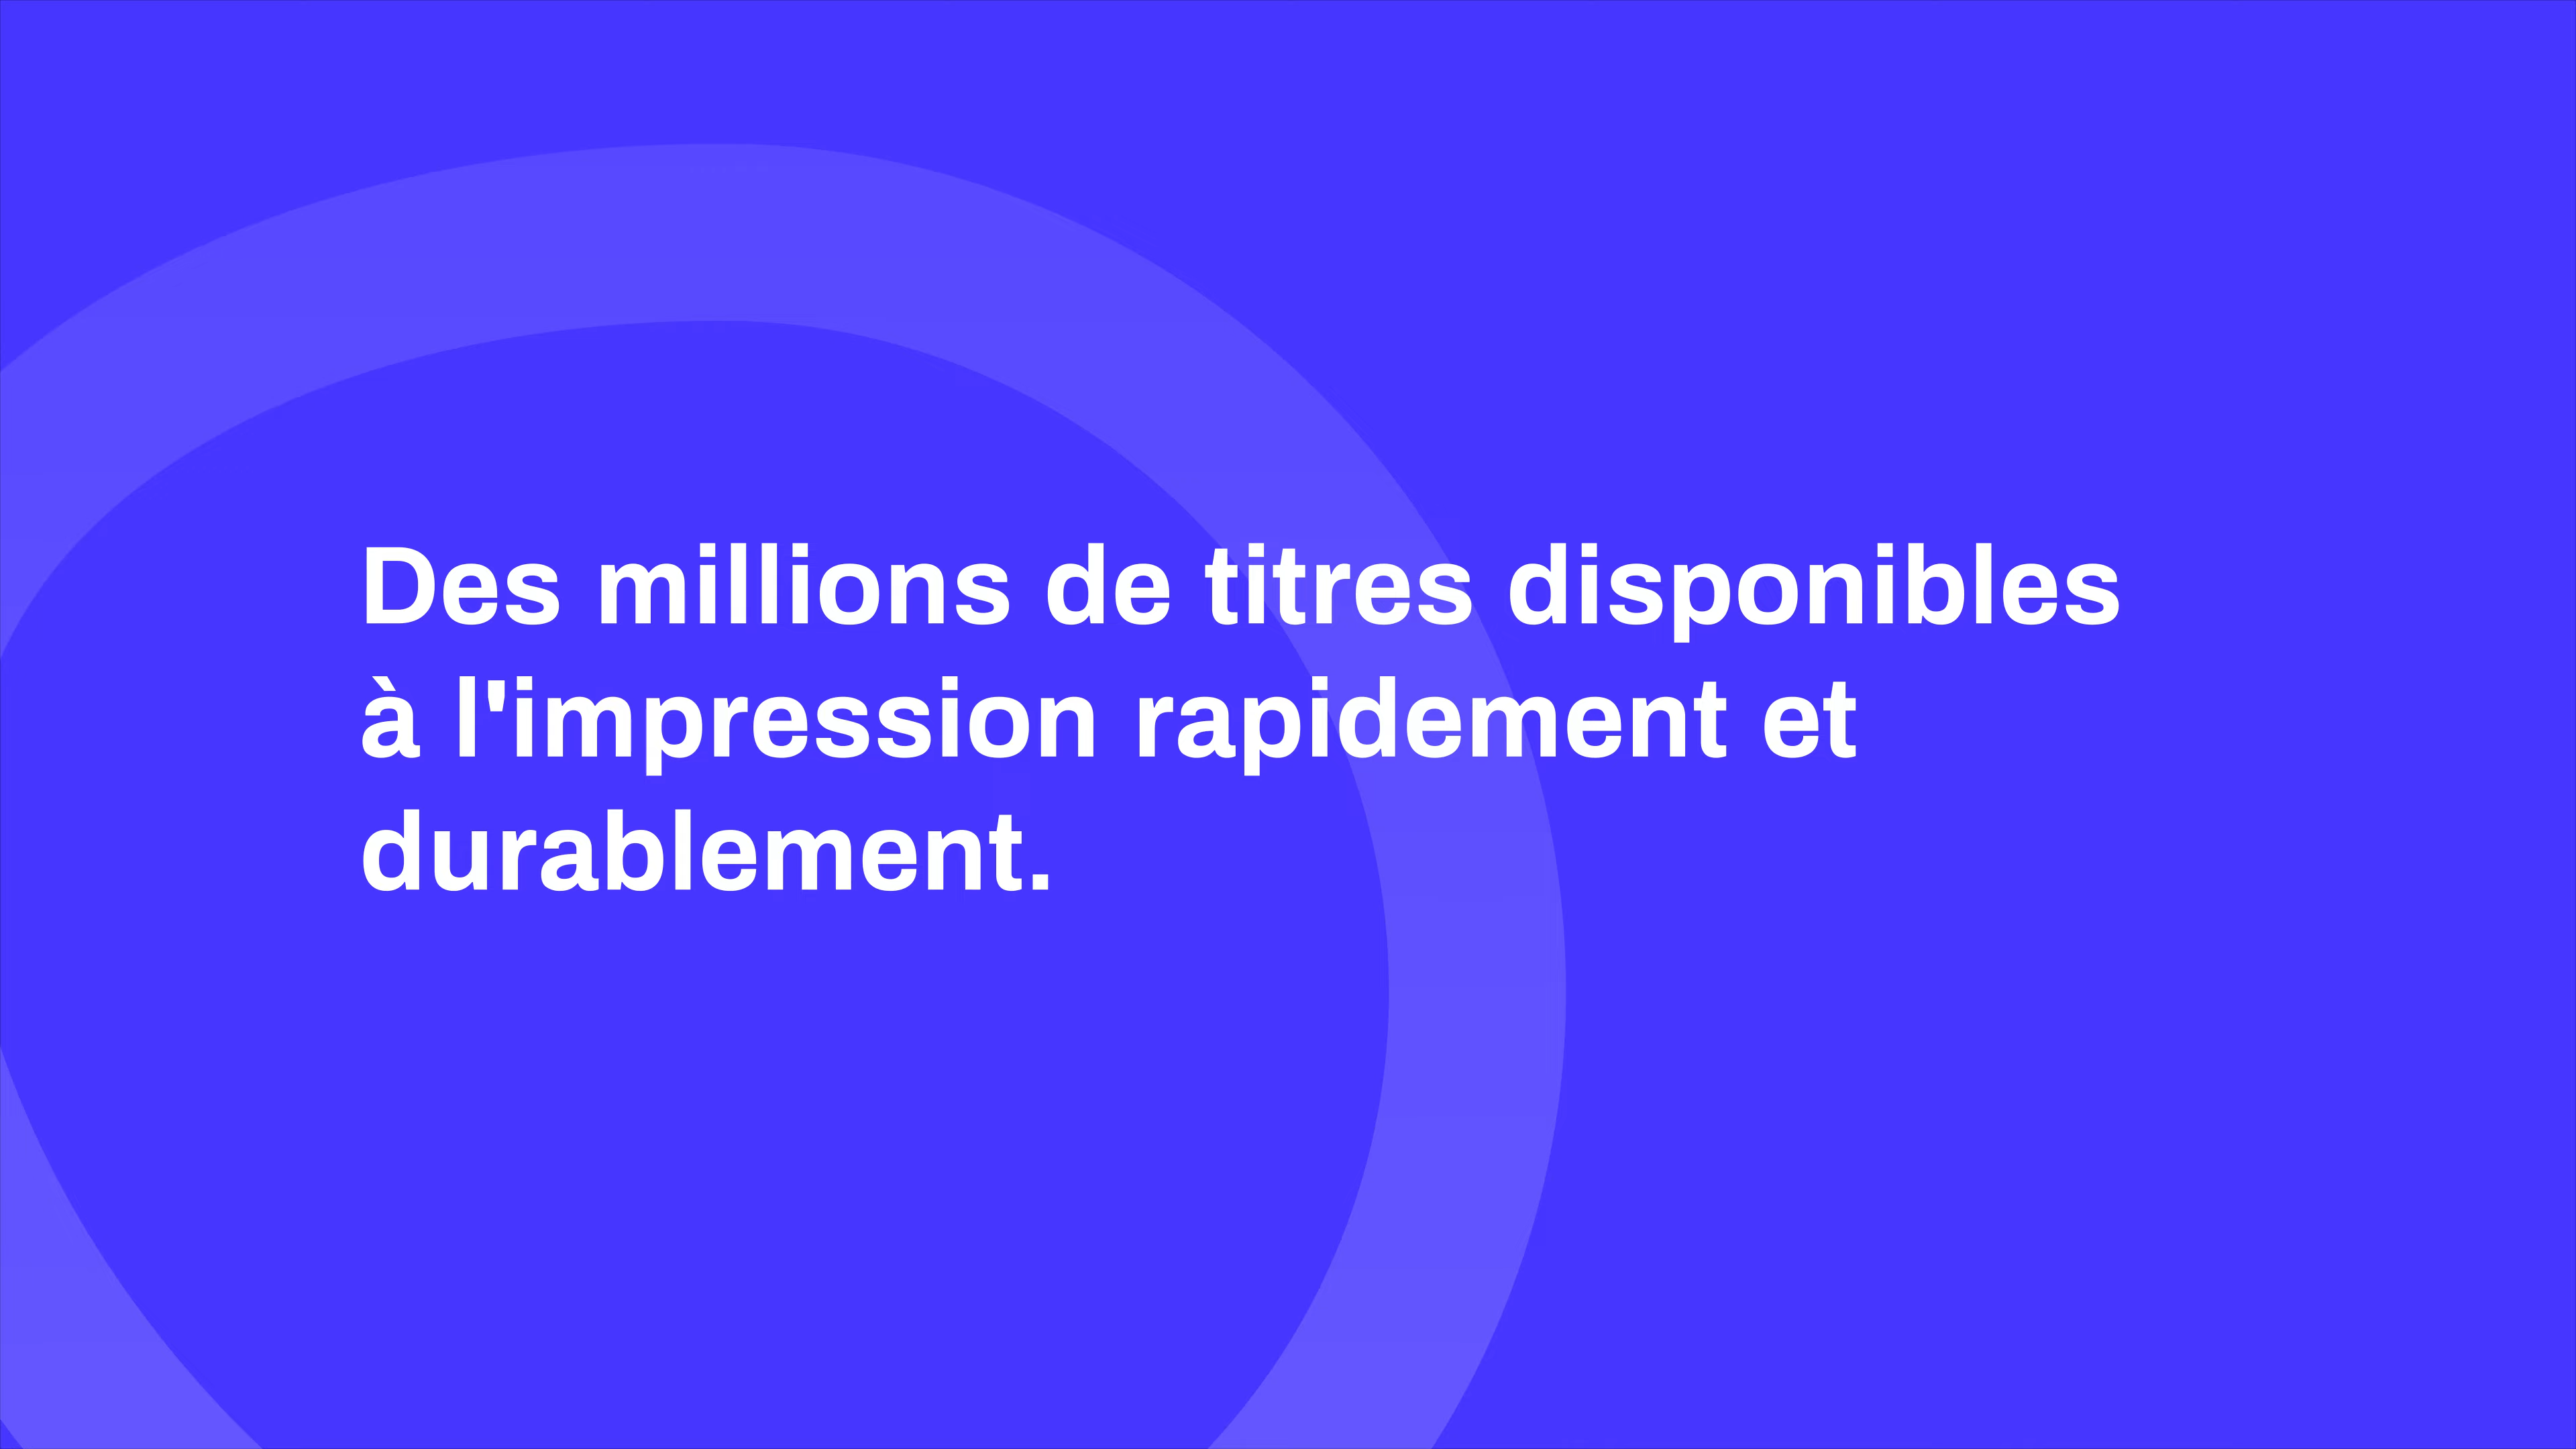 Des millions de titres disponibles
à l'impression rapidement et
durablement.